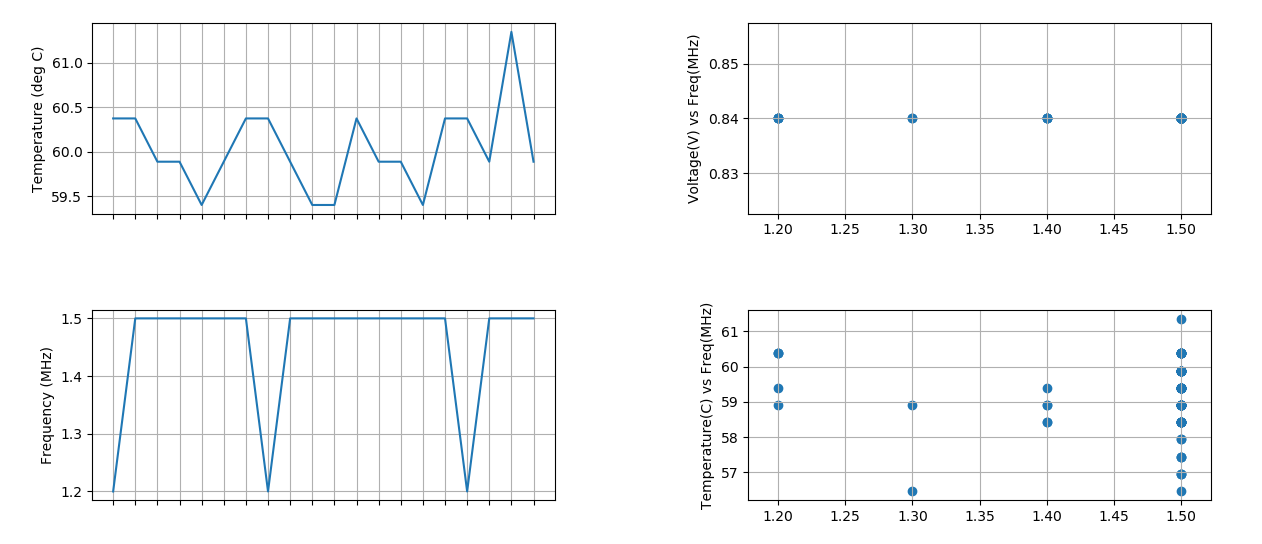 Temperature (deg C)
61.0
60.5
60.0
59.5
Voltage(V) vs Freq(MHz)
0.85
0.84
0.83
1.20 1.25 1.30 1.35 1.40 1.45 1.50
Frequency (MHz)
1.5
1.4
1.3
1.2
Temperature(C) vs Freq(MHz)
61
60
59
58
57
1.20 1.25 1.30 1.35 1.40 1.45 1.50